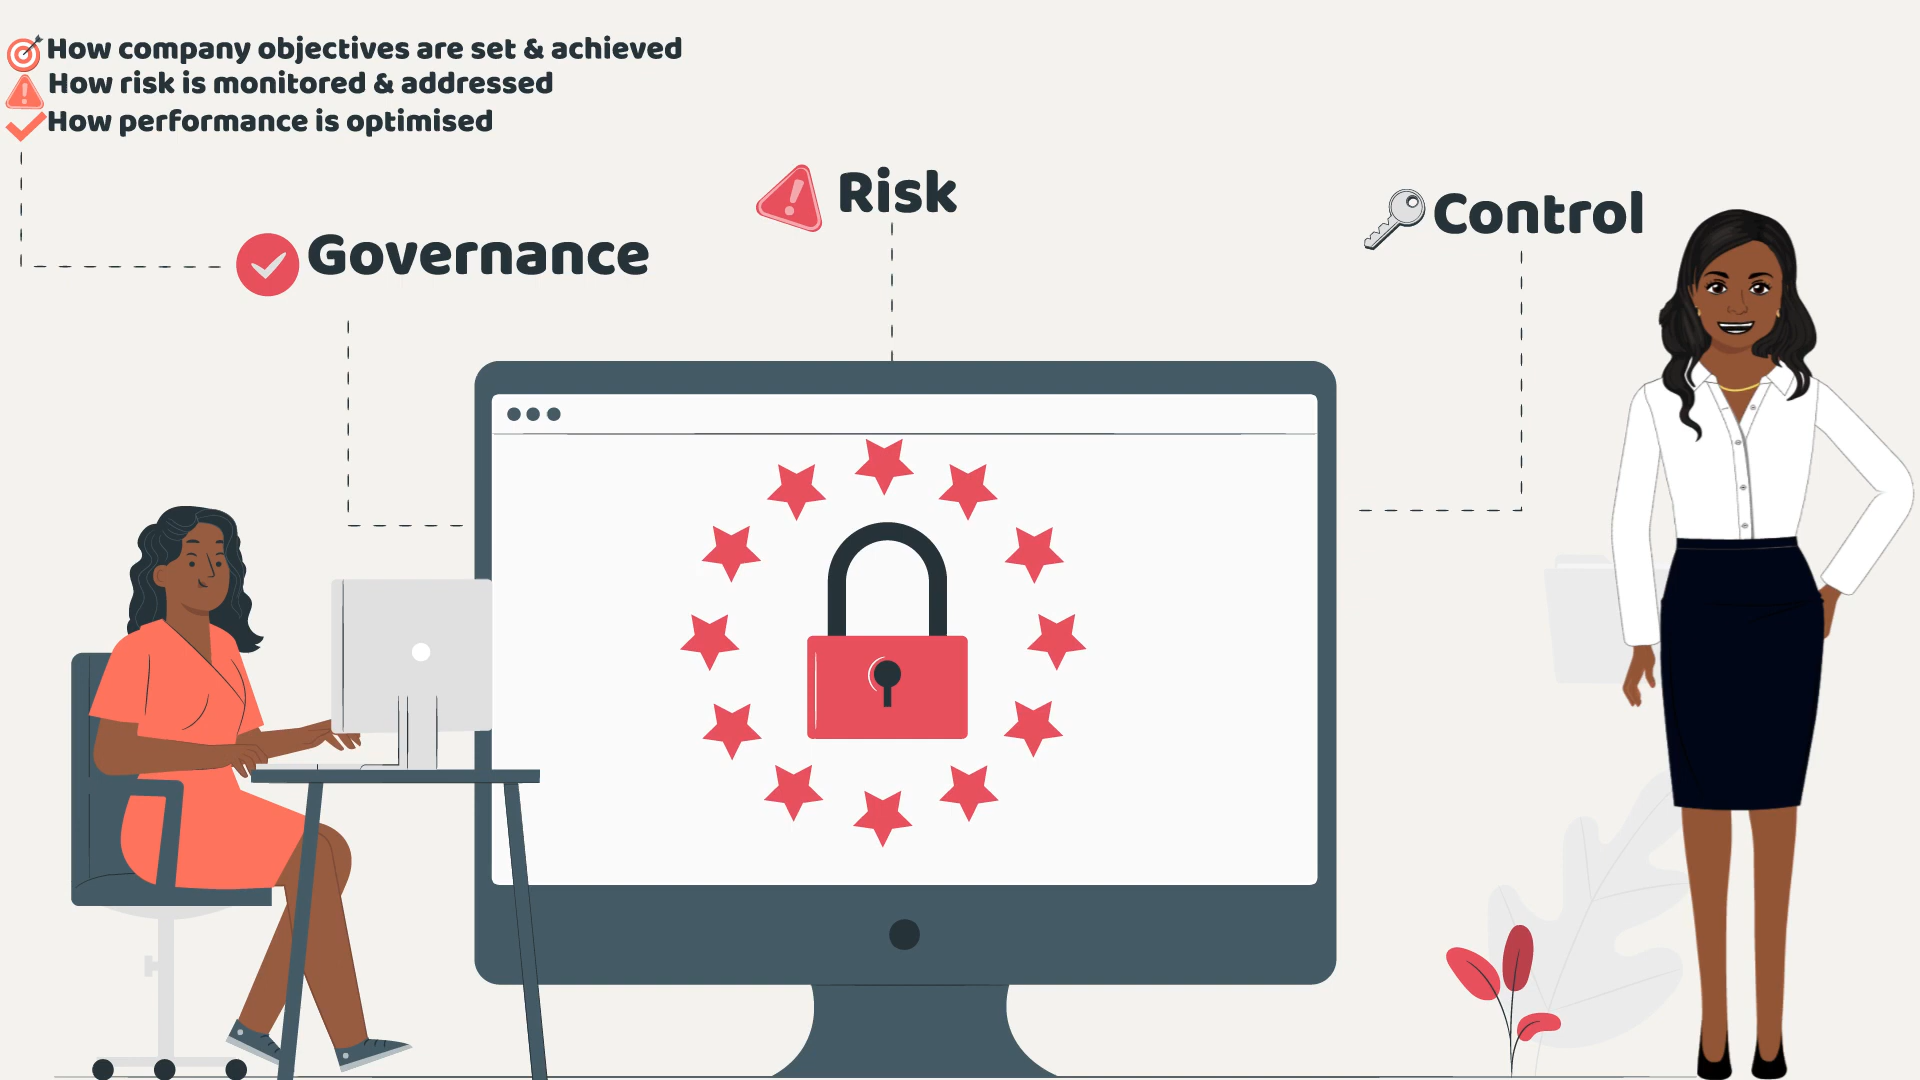 How company objectives are set & achieved
How risk is monitored & addressed
How performance is optimised
Governance
Risk
Control